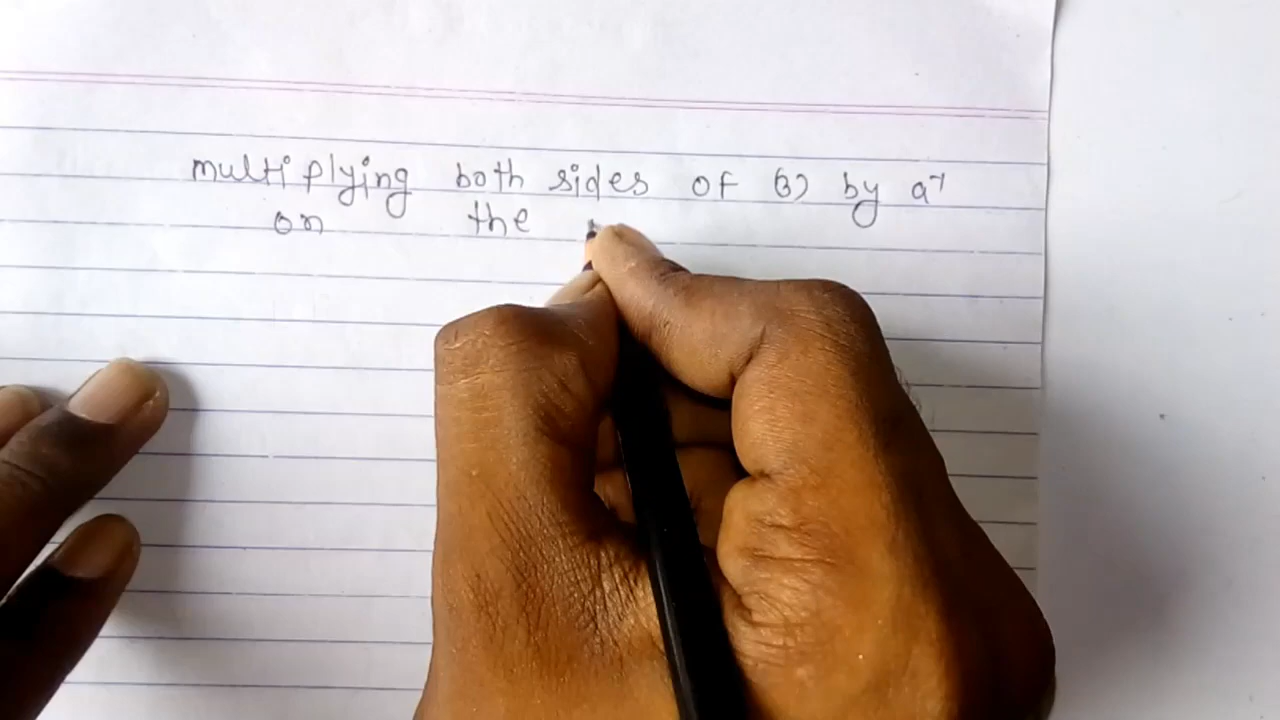 multiplying both sides of (3) by a⁻¹
on the